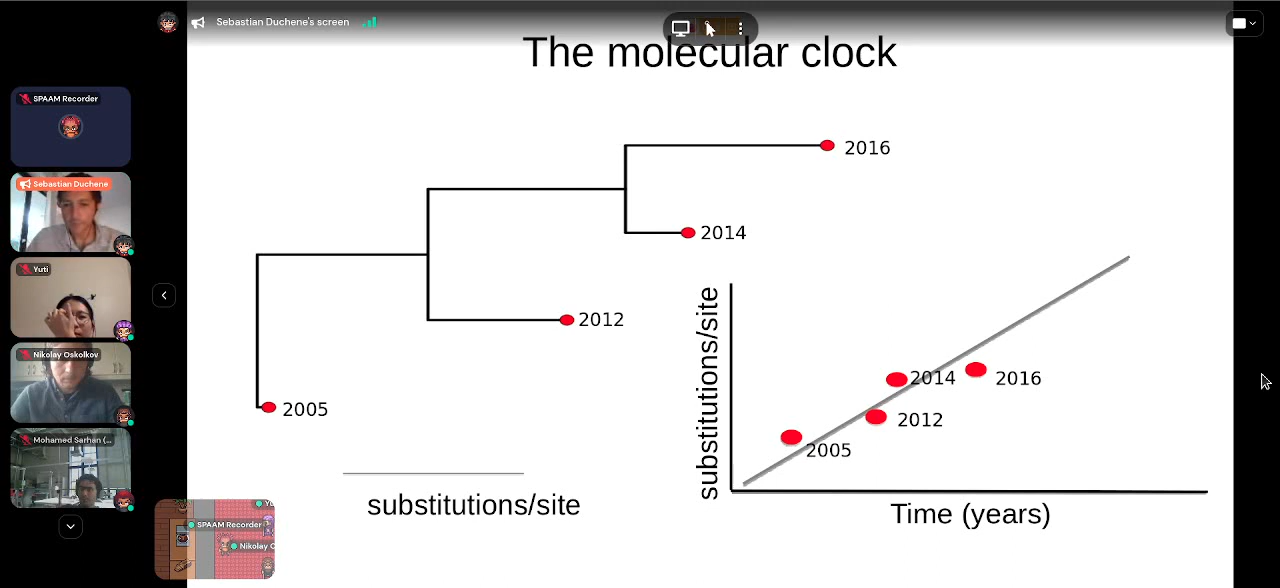 Sebastian Duchene's screen
The molecular clock
SPAAM Recorder
Sebastian Duchene
Yuti
Nikolay Oskolkov
Mohamed Sarhan (...
2016
2014
2012
2005
substitutions/site
substitutions/site
2014
2016
2012
2005
Time (years)
SPAAM Recorder
Nikolay O